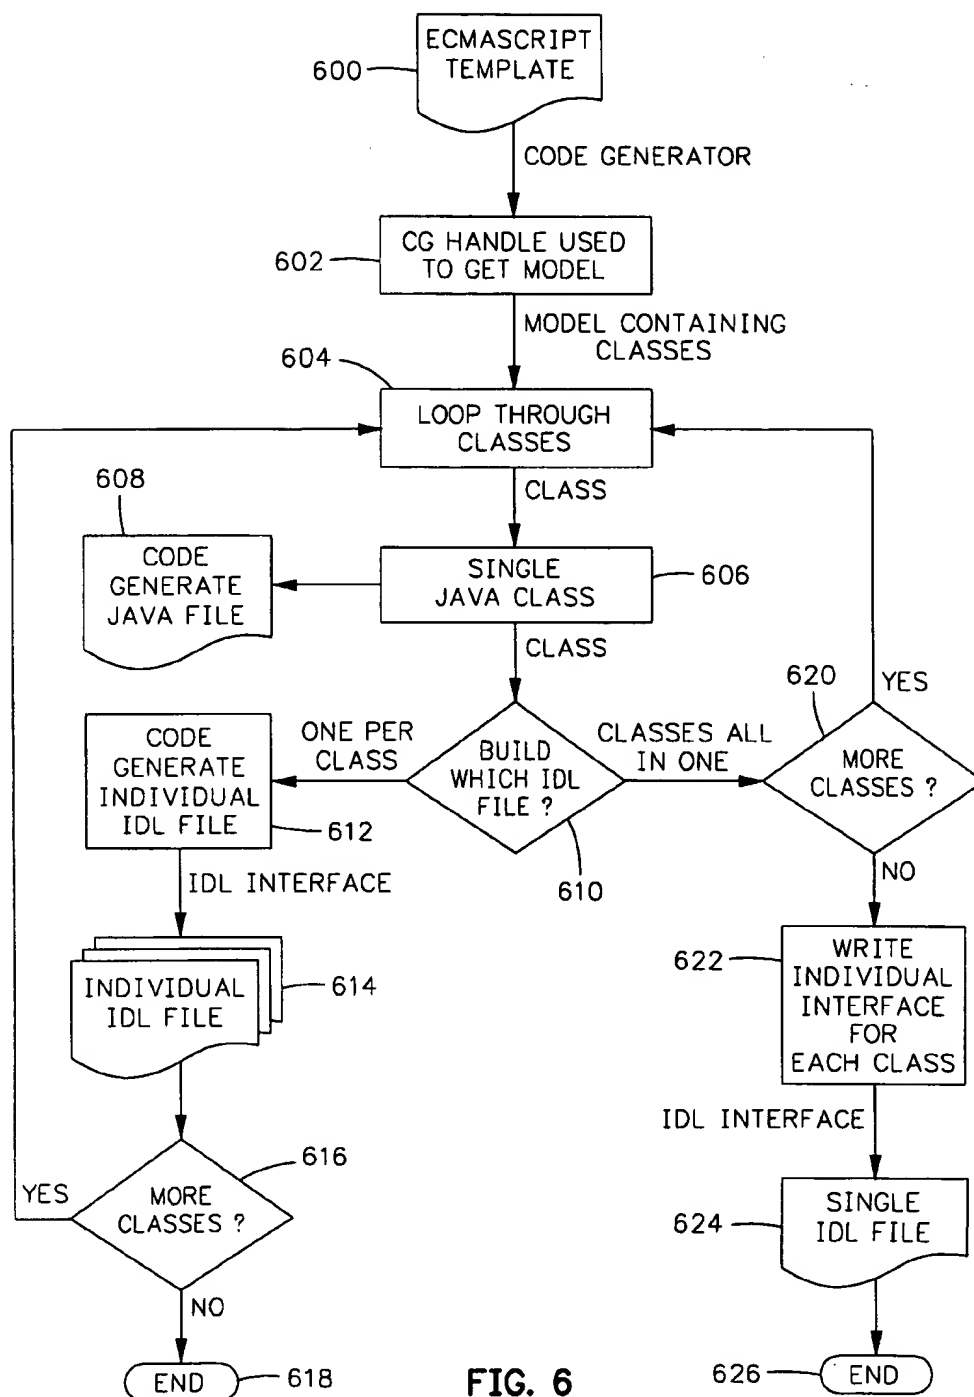 ECMASCRIPT
TEMPLATE
600
CODE GENERATOR
CG HANDLE USED
TO GET MODEL
602
MODEL CONTAINING
CLASSES
604
LOOP THROUGH
CLASSES
CLASS
608
CODE
GENERATE
JAVA FILE
SINGLE
JAVA CLASS
606
CLASS
620
YES
ONE PER
CLASS
CLASSES ALL
IN ONE
CODE
GENERATE
INDIVIDUAL
IDL FILE
612
BUILD
WHICH IDL
FILE ?
610
MORE
CLASSES ?
NO
IDL INTERFACE
INDIVIDUAL
IDL FILE
614
622
WRITE
INDIVIDUAL
INTERFACE
FOR
EACH CLASS
IDL INTERFACE
616
YES
MORE
CLASSES ?
624
SINGLE
IDL FILE
NO
END
618
FIG. 6
626
END